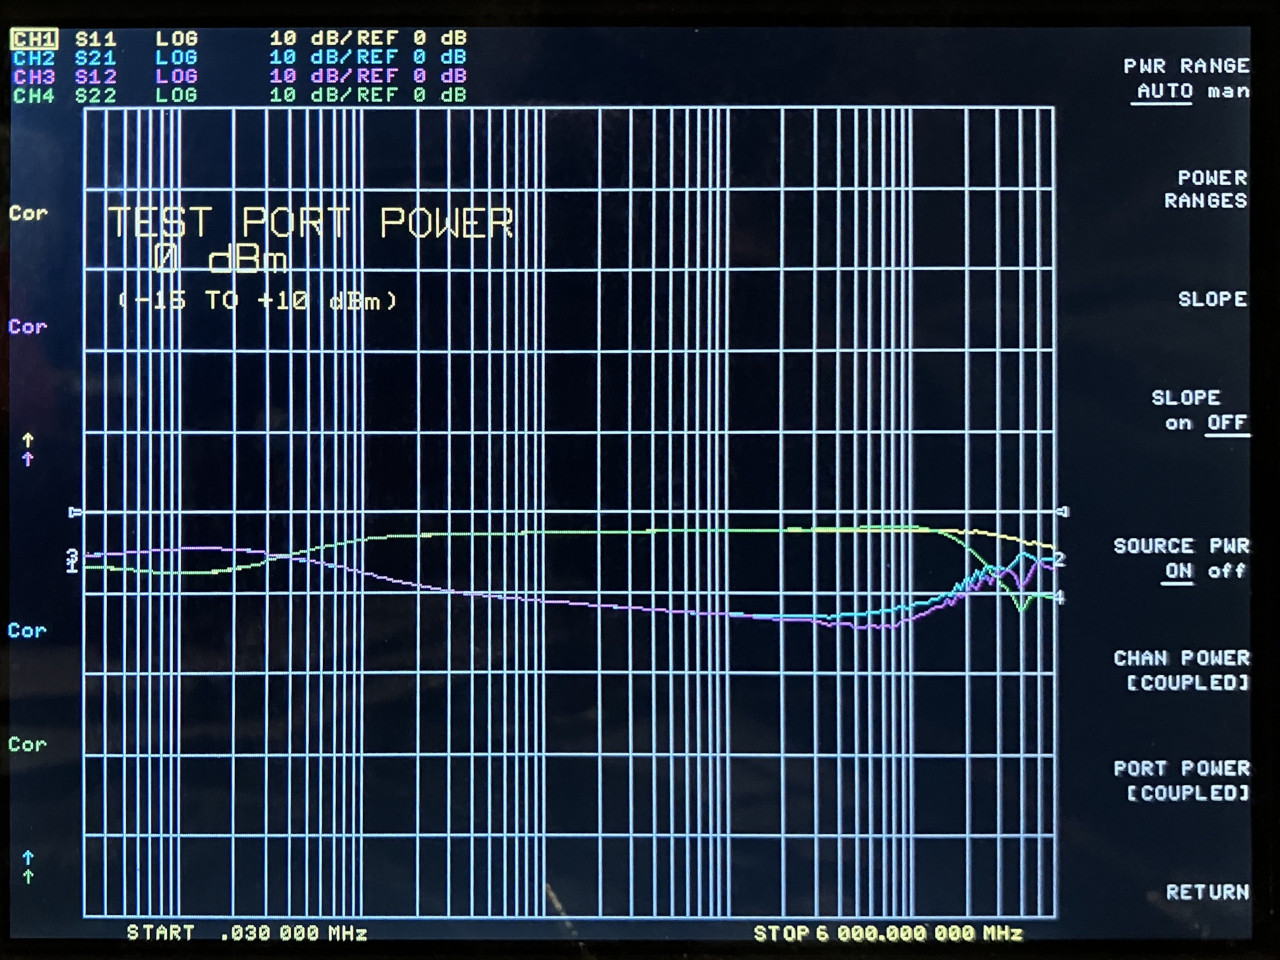 CH1 S11 LOG 10 dB/REF 0 dB
CH2 S21 LOG 10 dB/REF 0 dB
CH3 S12 LOG 10 dB/REF 0 dB
CH4 S22 LOG 10 dB/REF 0 dB
PWR RANGE
AUTO man
POWER
RANGES
Cor
TEST PORT POWER
0 dBm
(-15 TO +10 dBm)
SLOPE
Cor
SLOPE
on OFF
↑
↑
SOURCE PWR
ON off
3
1
2
4
Cor
CHAN POWER
[COUPLED]
Cor
PORT POWER
[COUPLED]
↑
↑
RETURN
START .030 000 MHz STOP 6 000.000 000 MHz